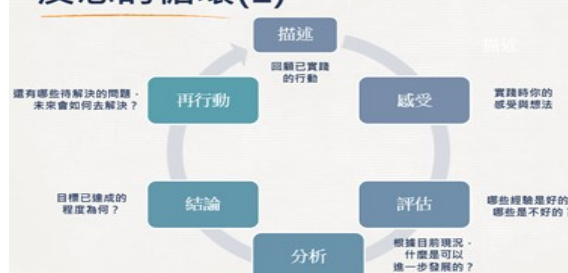 反思的循環(2)
描述
描述
回顧已實踐
的行動
感受
實踐時你的
感受與想法
評估
哪些經驗是好的
哪些是不好的？
分析
根據目前現況，
什麼是可以
進一步發展的？
結論
目標已達成的
程度為何？
再行動
還有哪些待解決的問題，
未來會如何去解決？